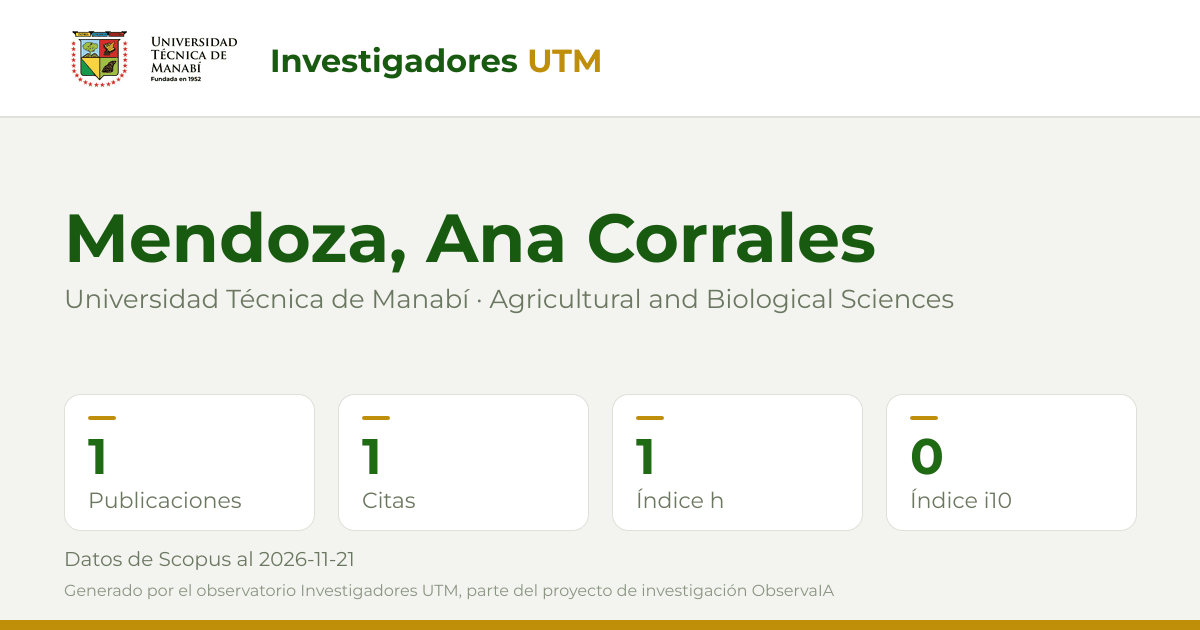 UNIVERSIDAD
TÉCNICA DE
MANABÍ
Fundada en 1952
Investigadores UTM
Mendoza, Ana Corrales
Universidad Técnica de Manabí · Agricultural and Biological Sciences
1
Publicaciones
1
Citas
1
Índice h
0
Índice i10
Datos de Scopus al 2026-11-21
Generado por el observatorio Investigadores UTM, parte del proyecto de investigación ObservaIA